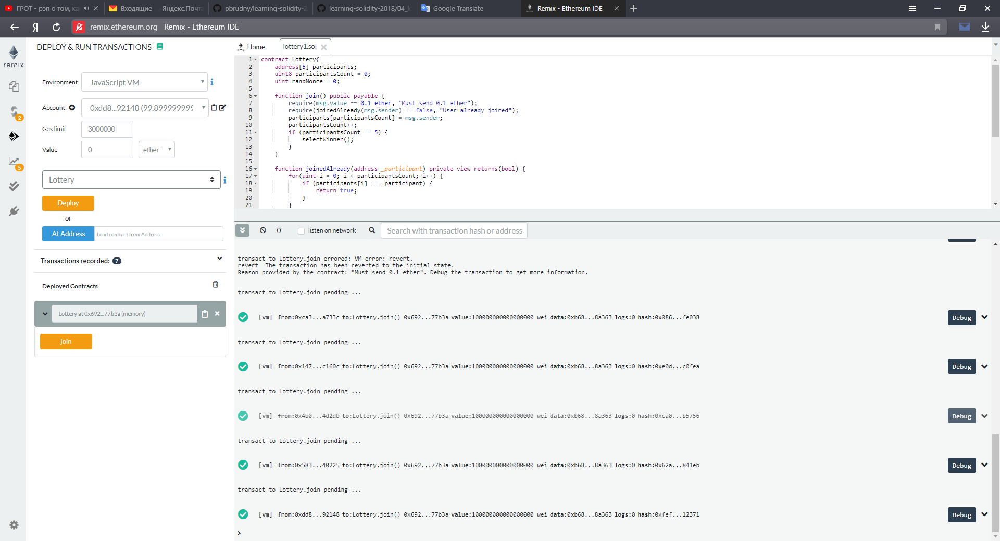 ГРОТ - рэп о том, ка
Входящие — Яндекс.Почт
pbrudny/learning-solidity-2
learning-solidity-2018/04_l
Google Translate
Remix - Ethereum IDE
remix.ethereum.org Remix - Ethereum IDE
remix
2
5
DEPLOY & RUN TRANSACTIONS
Environment JavaScript VM
Account 0xdd8...92148 (99.899999999
Gas limit 3000000
Value 0 ether
Lottery
Deploy
or
At Address Load contract from Address
Transactions recorded: 7
Deployed Contracts
Lottery at 0x692...77b3a (memory)
join
Home lottery1.sol
1 contract Lottery{
2 address[5] participants;
3 uint8 participantsCount = 0;
4 uint randNonce = 0;
5
6 function join() public payable {
7 require(msg.value == 0.1 ether, "Must send 0.1 ether");
8 require(joinedAlready(msg.sender) == false, "User already joined");
9 participants[participantsCount] = msg.sender;
10 participantsCount++;
11 if (participantsCount == 5) {
12 selectWinner();
13 }
14 }
15
16 function joinedAlready(address _participant) private view returns(bool) {
17 for(uint i = 0; i < participantsCount; i++) {
18 if (participants[i] == _participant) {
19 return true;
20 }
21 }
0 listen on network Search with transaction hash or address
transact to Lottery.join errored: VM error: revert.
revert The transaction has been reverted to the initial state.
Reason provided by the contract: "Must send 0.1 ether". Debug the transaction to get more information.
transact to Lottery.join pending ...
[vm] from:0xca3...a733c to:Lottery.join() 0x692...77b3a value:100000000000000000 wei data:0xb68...8a363 logs:0 hash:0x086...fe038 Debug
transact to Lottery.join pending ...
[vm] from:0x147...c160c to:Lottery.join() 0x692...77b3a value:100000000000000000 wei data:0xb68...8a363 logs:0 hash:0xe0d...c0fea Debug
transact to Lottery.join pending ...
[vm] from:0x4b0...4d2db to:Lottery.join() 0x692...77b3a value:100000000000000000 wei data:0xb68...8a363 logs:0 hash:0xca0...b5756 Debug
transact to Lottery.join pending ...
[vm] from:0x583...40225 to:Lottery.join() 0x692...77b3a value:100000000000000000 wei data:0xb68...8a363 logs:0 hash:0x62a...841eb Debug
transact to Lottery.join pending ...
[vm] from:0xdd8...92148 to:Lottery.join() 0x692...77b3a value:100000000000000000 wei data:0xb68...8a363 logs:0 hash:0xfef...12371 Debug
>